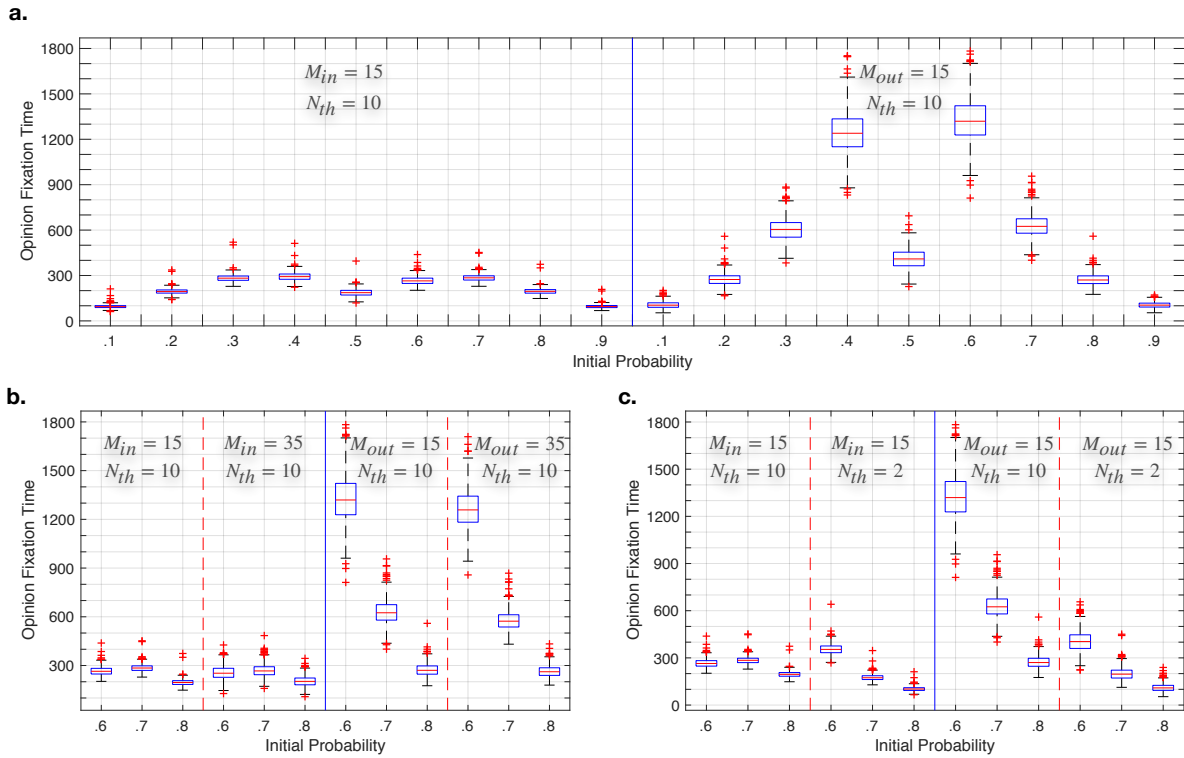 a.
1800
1500
1200
900
600
300
0
Opinion Fixation Time
M_in = 15
N_th = 10
M_out = 15
N_th = 10
.1 .2 .3 .4 .5 .6 .7 .8 .9 .1 .2 .3 .4 .5 .6 .7 .8 .9
Initial Probability
b.
1800
1500
1200
900
600
300
Opinion Fixation Time
M_in = 15
N_th = 10
M_in = 35
N_th = 10
M_out = 15
N_th = 10
M_out = 35
N_th = 10
.6 .7 .8 .6 .7 .8 .6 .7 .8 .6 .7 .8
Initial Probability
c.
1800
1500
1200
900
600
300
0
Opinion Fixation Time
M_in = 15
N_th = 10
M_in = 15
N_th = 2
M_out = 15
N_th = 10
M_out = 15
N_th = 2
.6 .7 .8 .6 .7 .8 .6 .7 .8 .6 .7 .8
Initial Probability